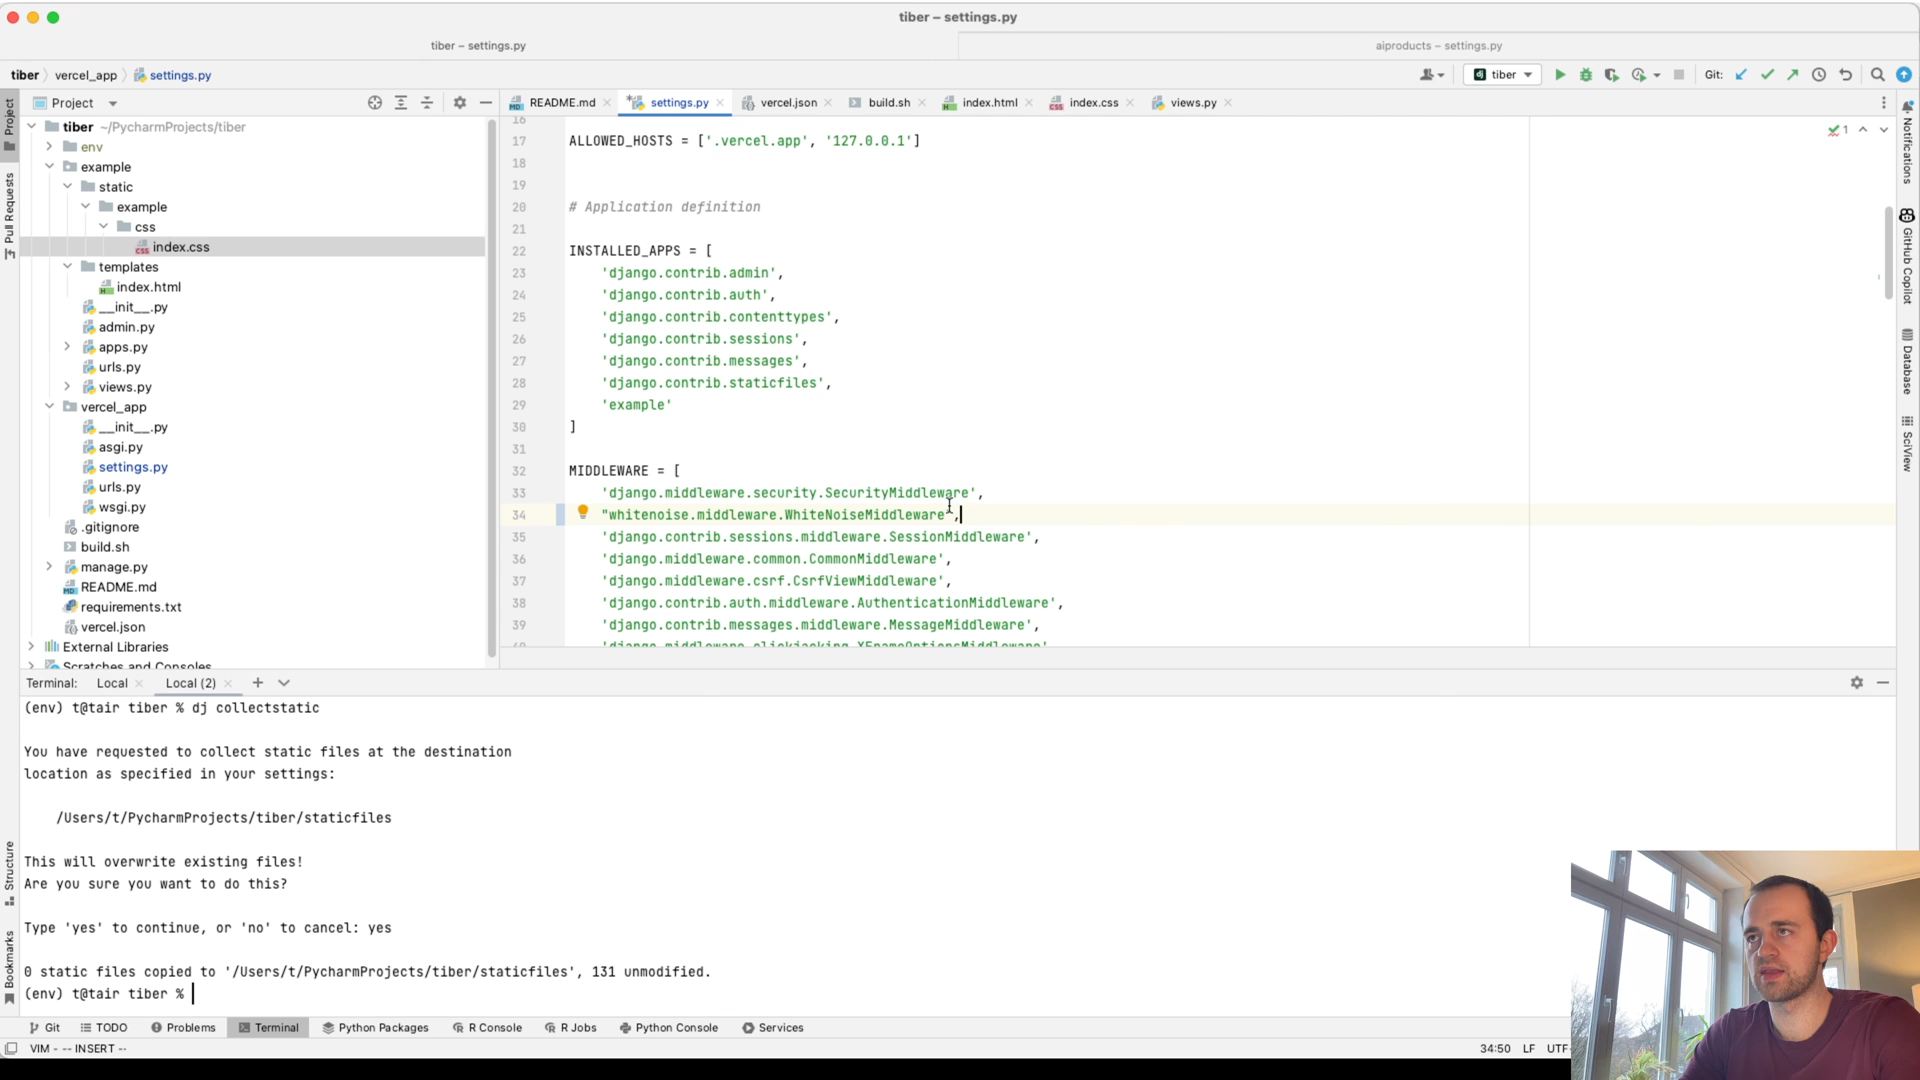 tiber – settings.py
tiber – settings.py
aiproducts – settings.py
tiber
vercel_app
settings.py
tiber
Git:
Project
README.md
settings.py
vercel.json
build.sh
index.html
index.css
views.py
Project
Pull Requests
Structure
Bookmarks
tiber ~/PycharmProjects/tiber
env
example
static
example
css
index.css
templates
index.html
__init__.py
admin.py
apps.py
urls.py
views.py
vercel_app
__init__.py
asgi.py
settings.py
urls.py
wsgi.py
.gitignore
build.sh
manage.py
README.md
requirements.txt
vercel.json
External Libraries
Scratches and Consoles
16
17 ALLOWED_HOSTS = ['.vercel.app', '127.0.0.1']
18
19
20 # Application definition
21
22 INSTALLED_APPS = [
23 'django.contrib.admin',
24 'django.contrib.auth',
25 'django.contrib.contenttypes',
26 'django.contrib.sessions',
27 'django.contrib.messages',
28 'django.contrib.staticfiles',
29 'example'
30 ]
31
32 MIDDLEWARE = [
33 'django.middleware.security.SecurityMiddleware',
34 "whitenoise.middleware.WhiteNoiseMiddleware",
35 'django.contrib.sessions.middleware.SessionMiddleware',
36 'django.middleware.common.CommonMiddleware',
37 'django.middleware.csrf.CsrfViewMiddleware',
38 'django.contrib.auth.middleware.AuthenticationMiddleware',
39 'django.contrib.messages.middleware.MessageMiddleware',
40 'django.middleware.clickjacking.XFrameOptionsMiddleware',
1
Notifications
GitHub Copilot
Database
SciView
Terminal:
Local
Local (2)
(env) t@tair tiber % dj collectstatic
You have requested to collect static files at the destination
location as specified in your settings:
/Users/t/PycharmProjects/tiber/staticfiles
This will overwrite existing files!
Are you sure you want to do this?
Type 'yes' to continue, or 'no' to cancel: yes
0 static files copied to '/Users/t/PycharmProjects/tiber/staticfiles', 131 unmodified.
(env) t@tair tiber %
Git
TODO
Problems
Terminal
Python Packages
R Console
R Jobs
Python Console
Services
VIM - -- INSERT --
34:50
LF
UTF